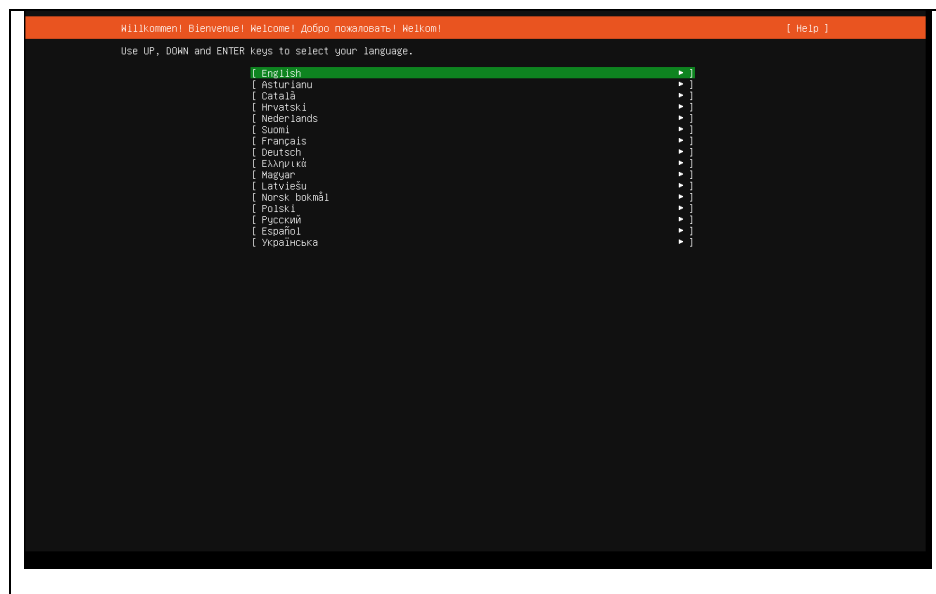 Willkommen! Bienvenue! Welcome! Добро пожаловать! Welkom! [ Help ]
Use UP, DOWN and ENTER keys to select your language.
[ English ► ]
[ Asturianu ► ]
[ Català ► ]
[ Hrvatski ► ]
[ Nederlands ► ]
[ Suomi ► ]
[ Français ► ]
[ Deutsch ► ]
[ Ελληνικά ► ]
[ Magyar ► ]
[ Latviešu ► ]
[ Norsk bokmål ► ]
[ Polski ► ]
[ Русский ► ]
[ Español ► ]
[ Українська ► ]